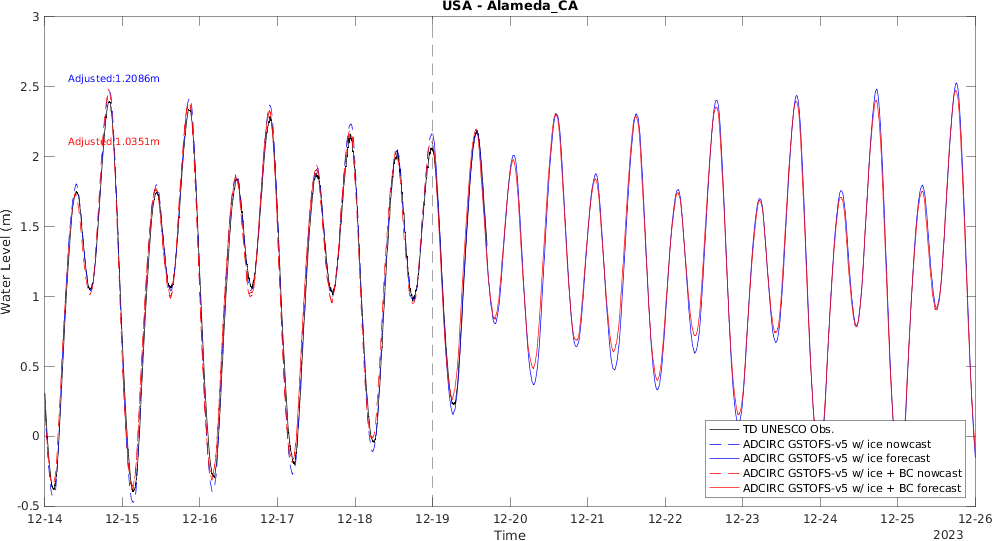 USA - Alameda_CA
3
2.5
2
1.5
1
0.5
0
-0.5
Water Level (m)
Adjusted:1.2086m
Adjusted:1.0351m
TD UNESCO Obs.
ADCIRC GSTOFS-v5 w/ ice nowcast
ADCIRC GSTOFS-v5 w/ ice forecast
ADCIRC GSTOFS-v5 w/ ice + BC nowcast
ADCIRC GSTOFS-v5 w/ ice + BC forecast
12-14 12-15 12-16 12-17 12-18 12-19 12-20 12-21 12-22 12-23 12-24 12-25 12-26
Time
2023